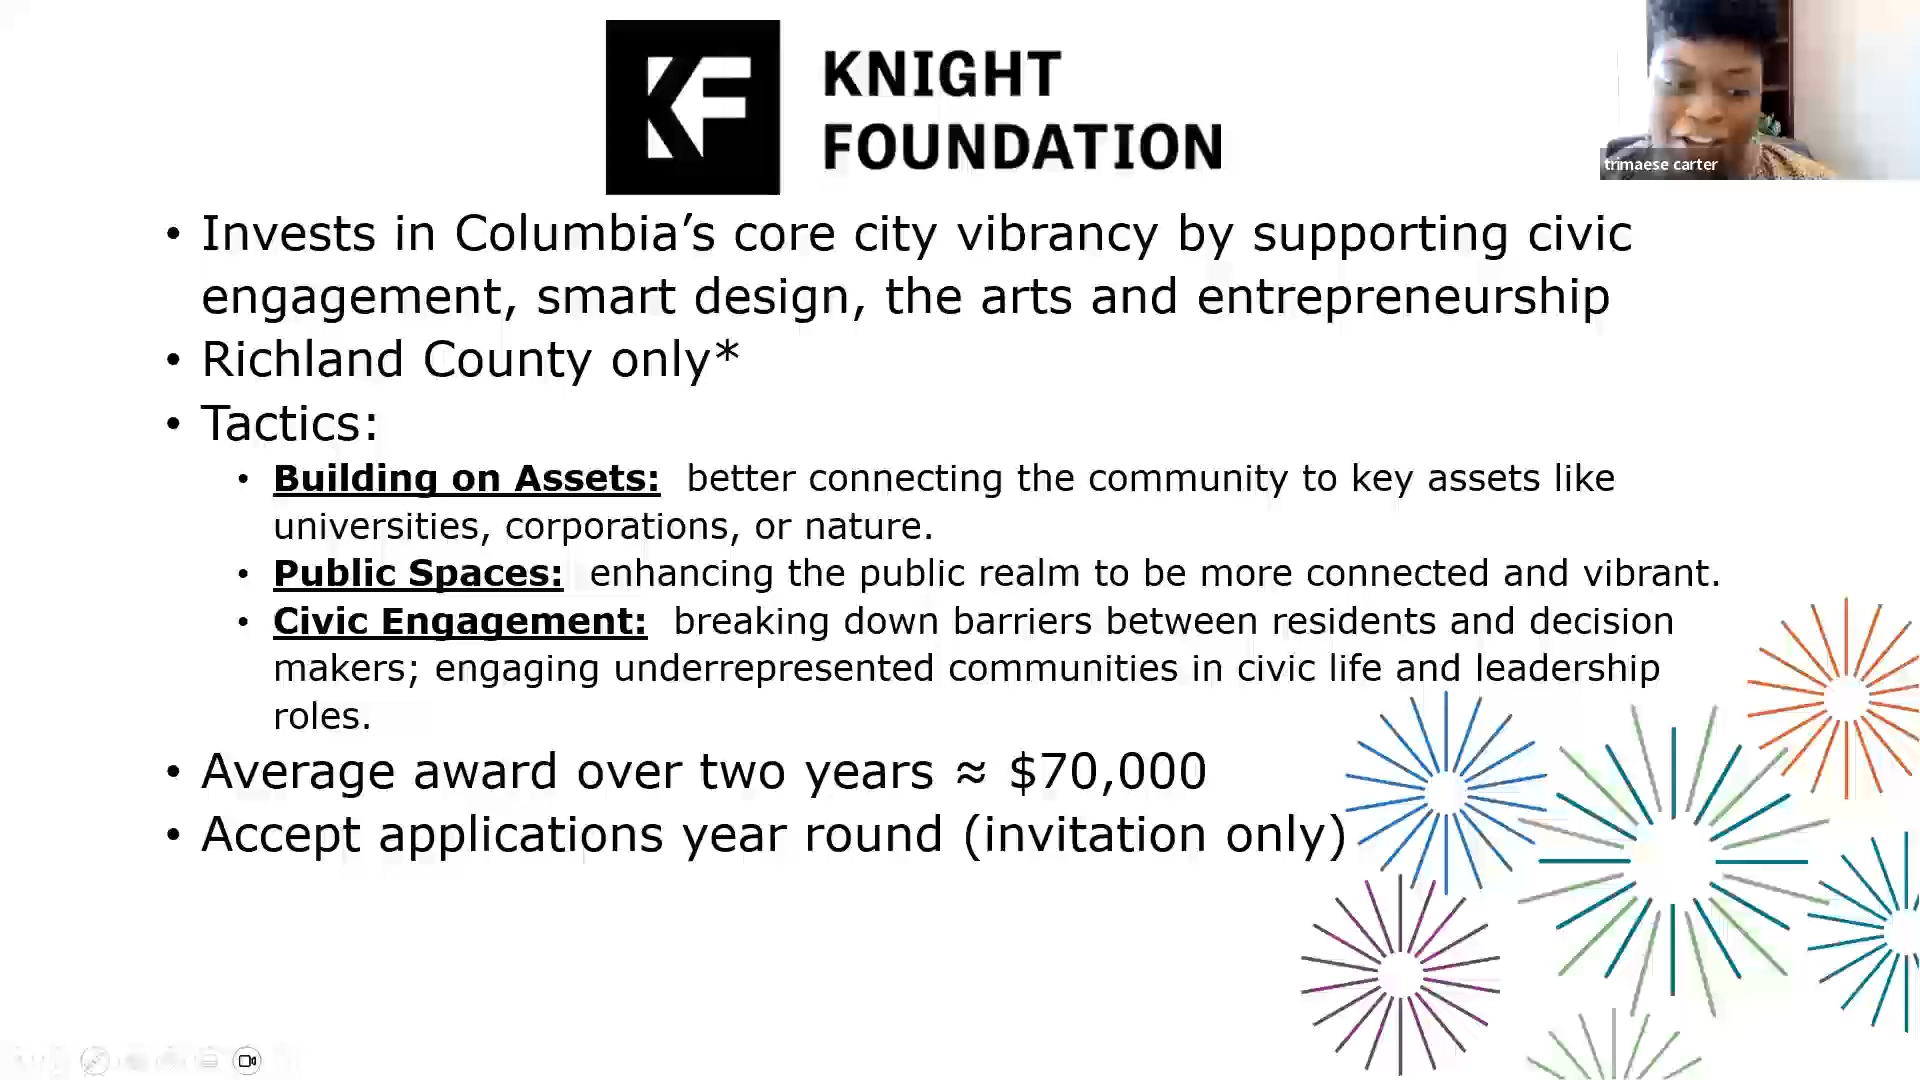 KF
KNIGHT
FOUNDATION
trimaese carter
• Invests in Columbia’s core city vibrancy by supporting civic
engagement, smart design, the arts and entrepreneurship
• Richland County only*
• Tactics:
• Building on Assets: better connecting the community to key assets like
universities, corporations, or nature.
• Public Spaces: enhancing the public realm to be more connected and vibrant.
• Civic Engagement: breaking down barriers between residents and decision
makers; engaging underrepresented communities in civic life and leadership
roles.
• Average award over two years ≈ $70,000
• Accept applications year round (invitation only)